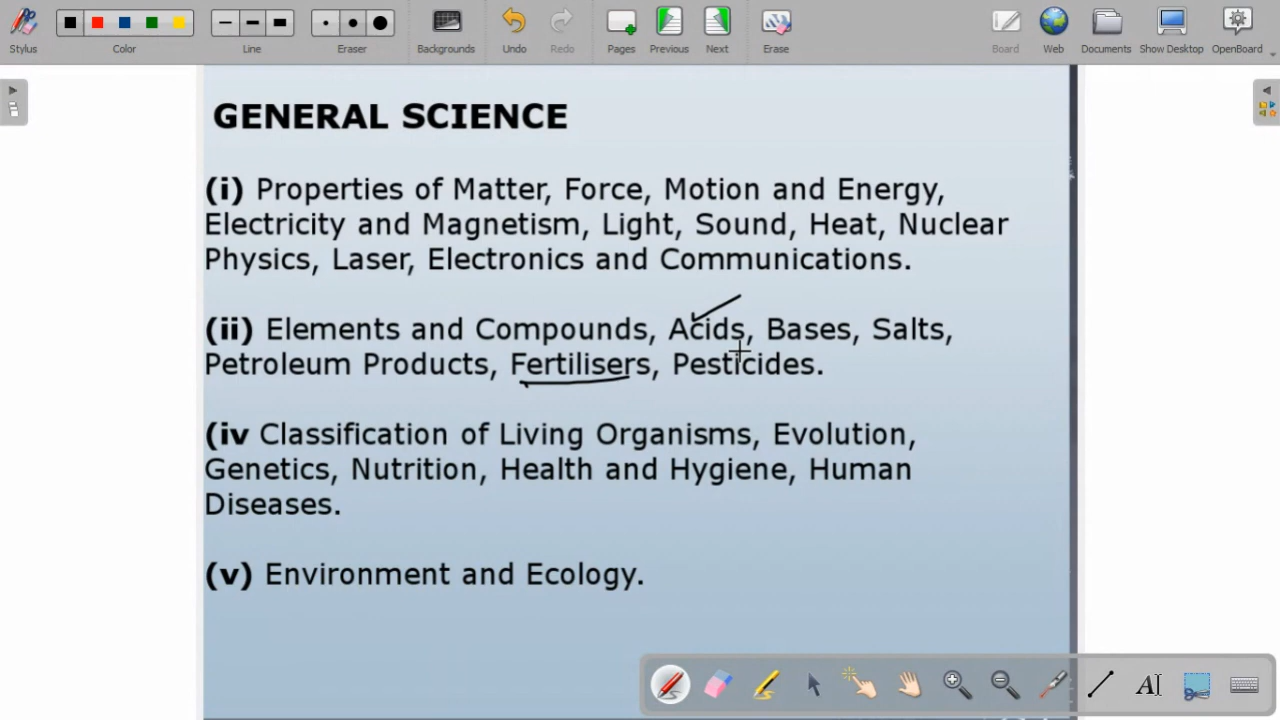 Stylus
Color
Line
Eraser
Backgrounds
Undo
Redo
Pages
Previous
Next
Erase
Board
Web
Documents
Show Desktop
OpenBoard
GENERAL SCIENCE
(i) Properties of Matter, Force, Motion and Energy,
Electricity and Magnetism, Light, Sound, Heat, Nuclear
Physics, Laser, Electronics and Communications.
(ii) Elements and Compounds, Acids, Bases, Salts,
Petroleum Products, Fertilisers, Pesticides.
(iv Classification of Living Organisms, Evolution,
Genetics, Nutrition, Health and Hygiene, Human
Diseases.
(v) Environment and Ecology.
AI